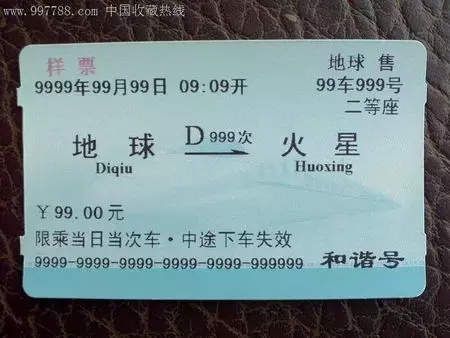 www.997788.com 中国收藏热线
样票
地球 售
9999年99月99日 09:09开
99车999号
二等座
地球 D999次 火星
Diqiu Huoxing
￥99.00元
限乘当日当次车·中途下车失效
9999-9999-9999-9999-9999-999999 和谐号